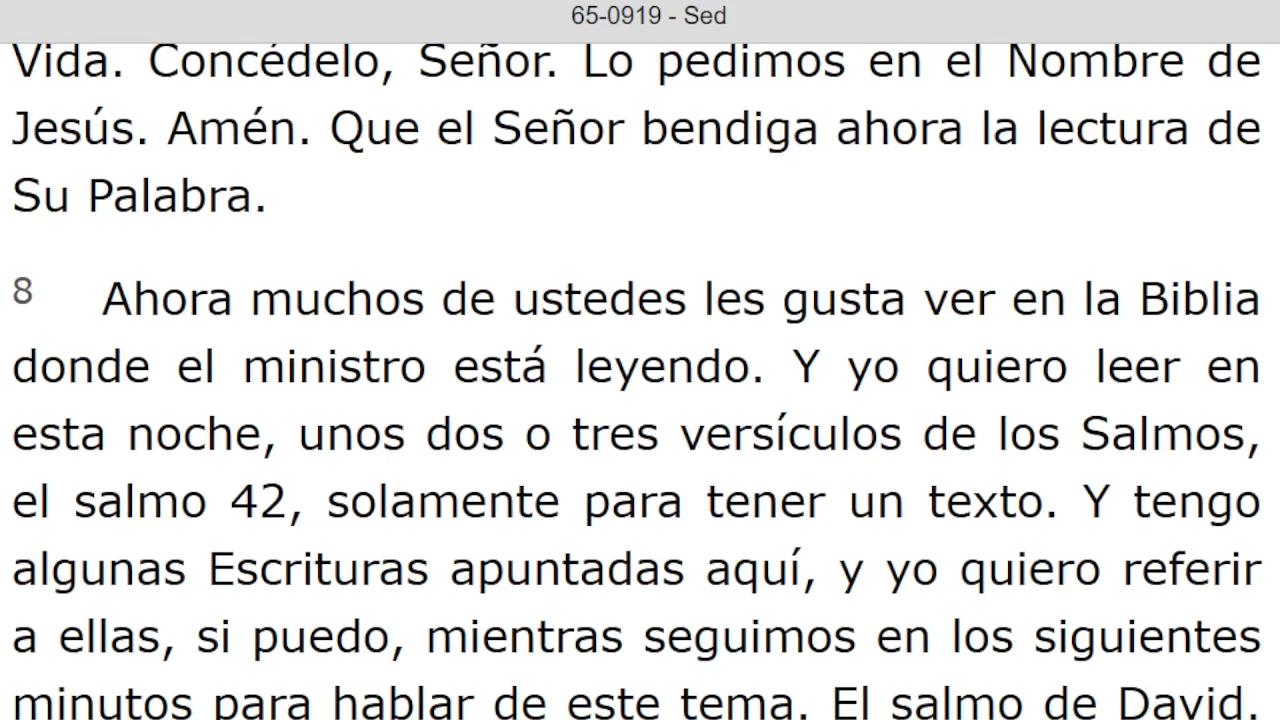 65-0919 - Sed
Vida. Concédelo, Señor. Lo pedimos en el Nombre de
Jesús. Amén. Que el Señor bendiga ahora la lectura de
Su Palabra.
8 Ahora muchos de ustedes les gusta ver en la Biblia
donde el ministro está leyendo. Y yo quiero leer en
esta noche, unos dos o tres versículos de los Salmos,
el salmo 42, solamente para tener un texto. Y tengo
algunas Escrituras apuntadas aquí, y yo quiero referir
a ellas, si puedo, mientras seguimos en los siguientes
minutos para hablar de este tema. El salmo de David.